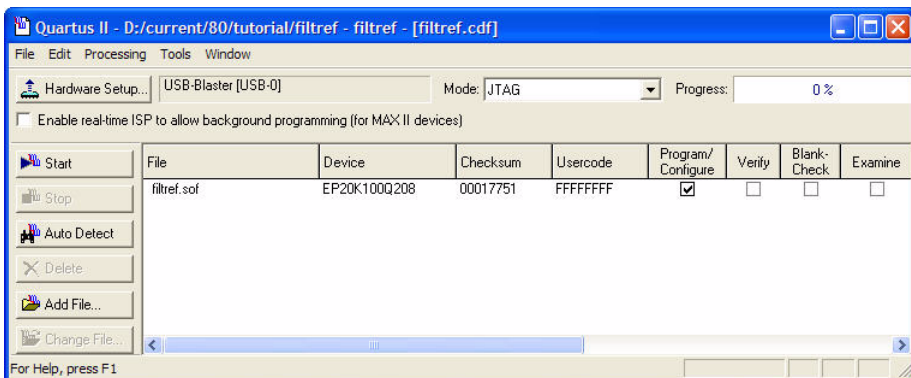 Quartus II - D:/current/80/tutorial/filtref - filtref - [filtref.cdf]
File Edit Processing Tools Window
Hardware Setup... USB-Blaster [USB-0] Mode: JTAG Progress: 0 %
Enable real-time ISP to allow background programming (for MAX II devices)
Start
Stop
Auto Detect
Delete
Add File...
Change File...
File Device Checksum Usercode Program/ Configure Verify Blank- Check Examine
filtref.sof EP20K100Q208 00017751 FFFFFFFF
For Help, press F1